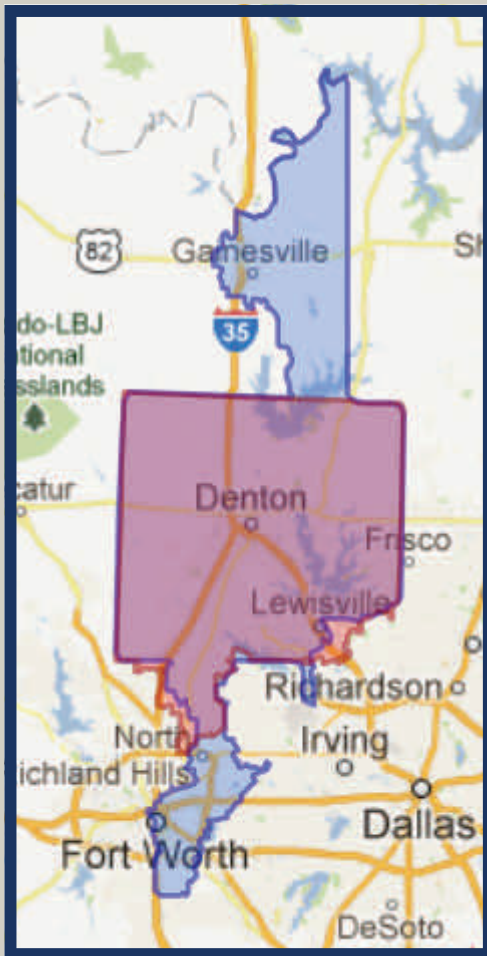 82
Gainesville
Sh
35
do-LBJ
tional
sslands
catur
Denton
Frisco
Lewisville
Richardson
North
ichland Hills
Irving
Dallas
Fort Worth
DeSoto